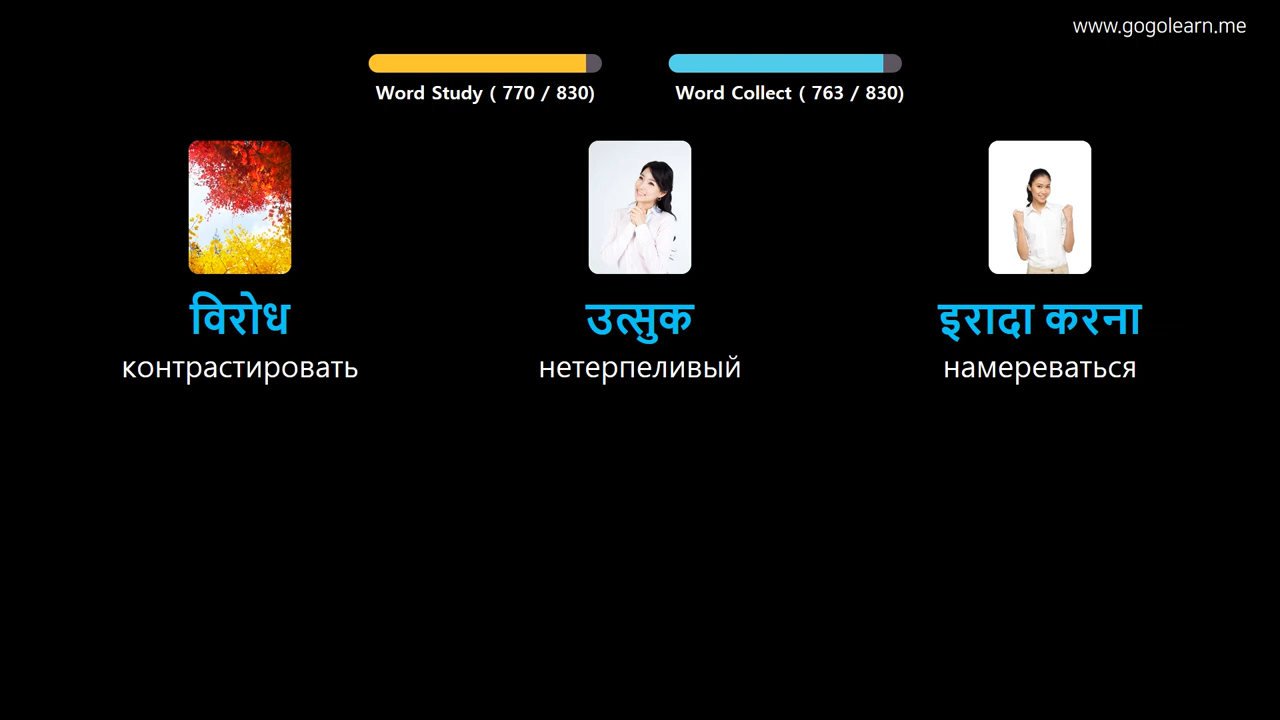 www.gogolearn.me
Word Study ( 770 / 830)
Word Collect ( 763 / 830)
विरोध
контрастировать
उत्सुक
нетерпеливый
इरादा करना
намереваться